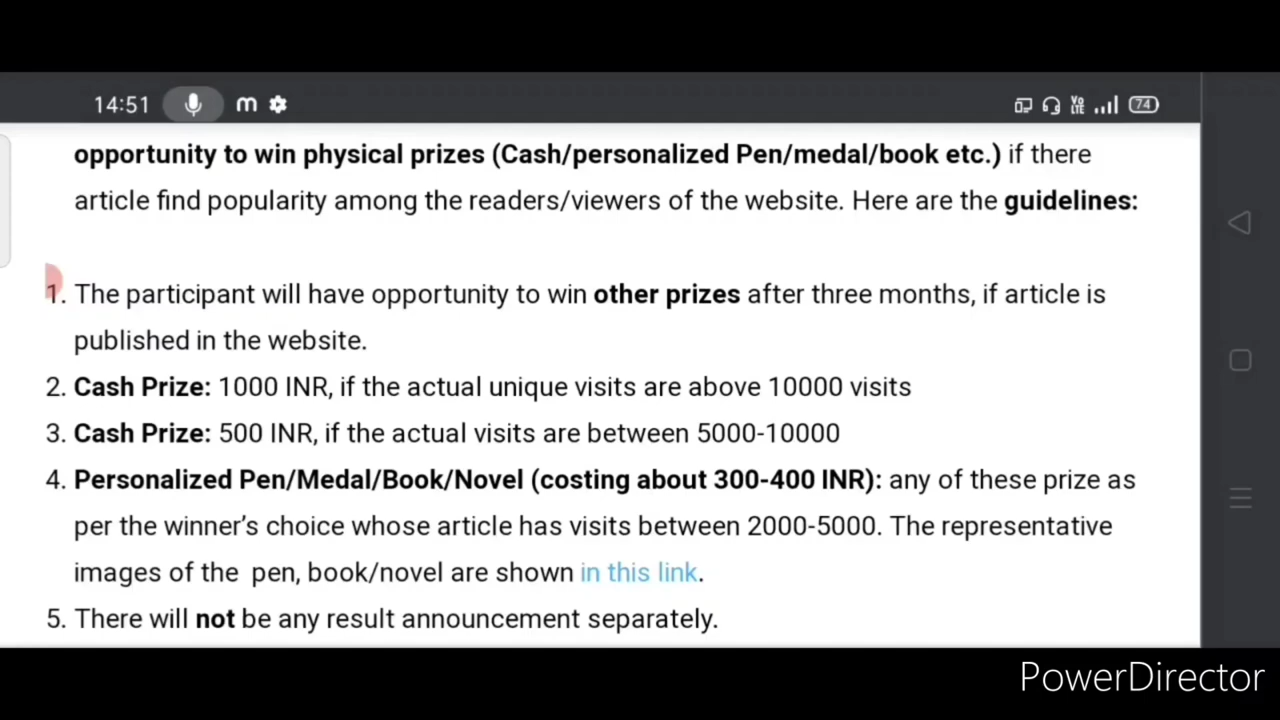 14:51
74
opportunity to win physical prizes (Cash/personalized Pen/medal/book etc.) if there
article find popularity among the readers/viewers of the website. Here are the guidelines:
1. The participant will have opportunity to win other prizes after three months, if article is
published in the website.
2. Cash Prize: 1000 INR, if the actual unique visits are above 10000 visits
3. Cash Prize: 500 INR, if the actual visits are between 5000-10000
4. Personalized Pen/Medal/Book/Novel (costing about 300-400 INR): any of these prize as
per the winner's choice whose article has visits between 2000-5000. The representative
images of the pen, book/novel are shown in this link.
5. There will not be any result announcement separately.
PowerDirector